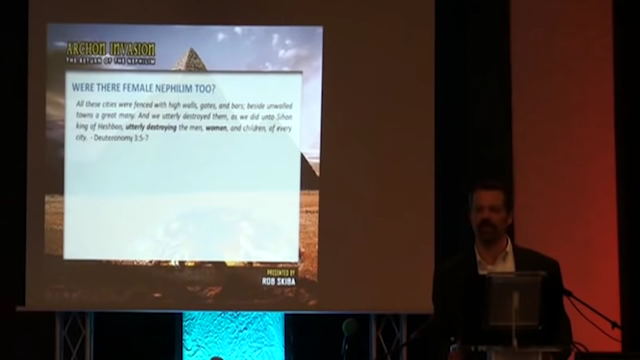 ARCHON INVASION
THE RETURN OF THE NEPHILIM
WERE THERE FEMALE NEPHILIM TOO?
All these cities were fenced with high walls, gates, and bars; beside unwalled
towns a great many. And we utterly destroyed them, as we did unto Sihon
king of Heshbon, utterly destroying the men, women, and children, of every
city. - Deuteronomy 3:5-7
PRESENTED BY
ROB SKIBA